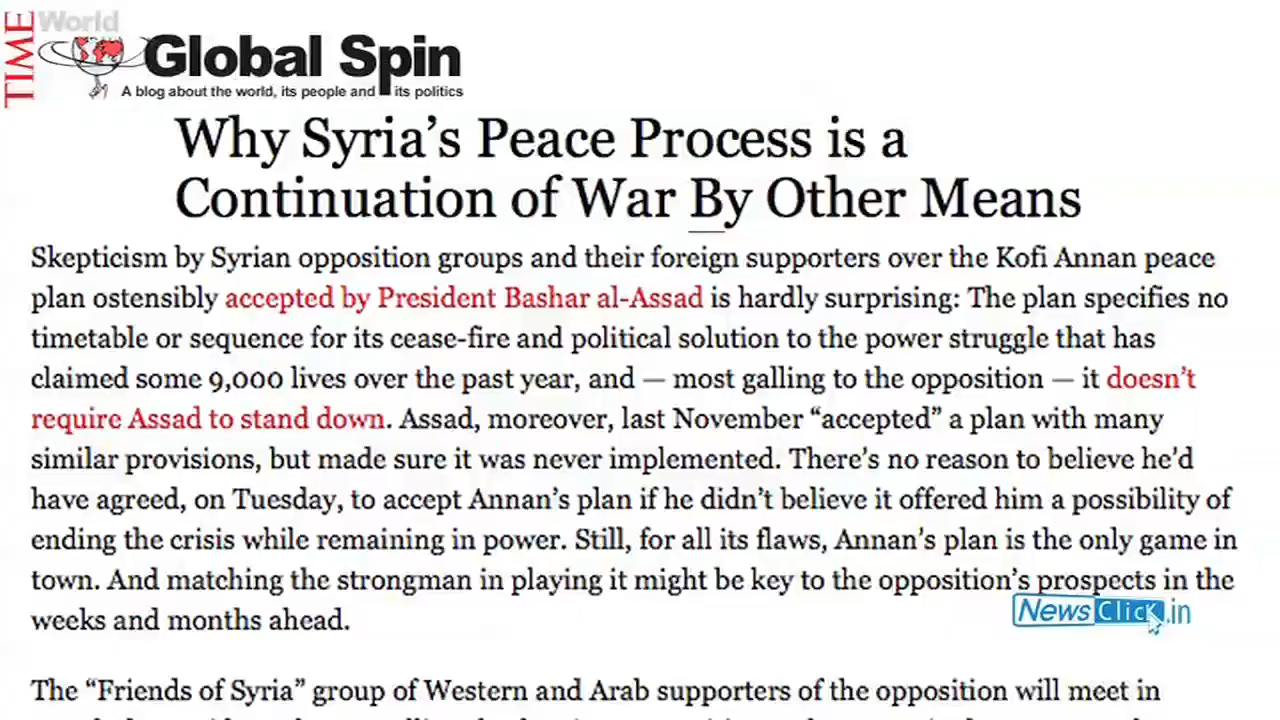 TIME
World
Global Spin
A blog about the world, its people and its politics
Why Syria’s Peace Process is a
Continuation of War By Other Means
Skepticism by Syrian opposition groups and their foreign supporters over the Kofi Annan peace
plan ostensibly accepted by President Bashar al-Assad is hardly surprising: The plan specifies no
timetable or sequence for its cease-fire and political solution to the power struggle that has
claimed some 9,000 lives over the past year, and — most galling to the opposition — it doesn’t
require Assad to stand down. Assad, moreover, last November “accepted” a plan with many
similar provisions, but made sure it was never implemented. There’s no reason to believe he’d
have agreed, on Tuesday, to accept Annan’s plan if he didn’t believe it offered him a possibility of
ending the crisis while remaining in power. Still, for all its flaws, Annan’s plan is the only game in
town. And matching the strongman in playing it might be key to the opposition’s prospects in the
weeks and months ahead.
NewsClick.in
The “Friends of Syria” group of Western and Arab supporters of the opposition will meet in